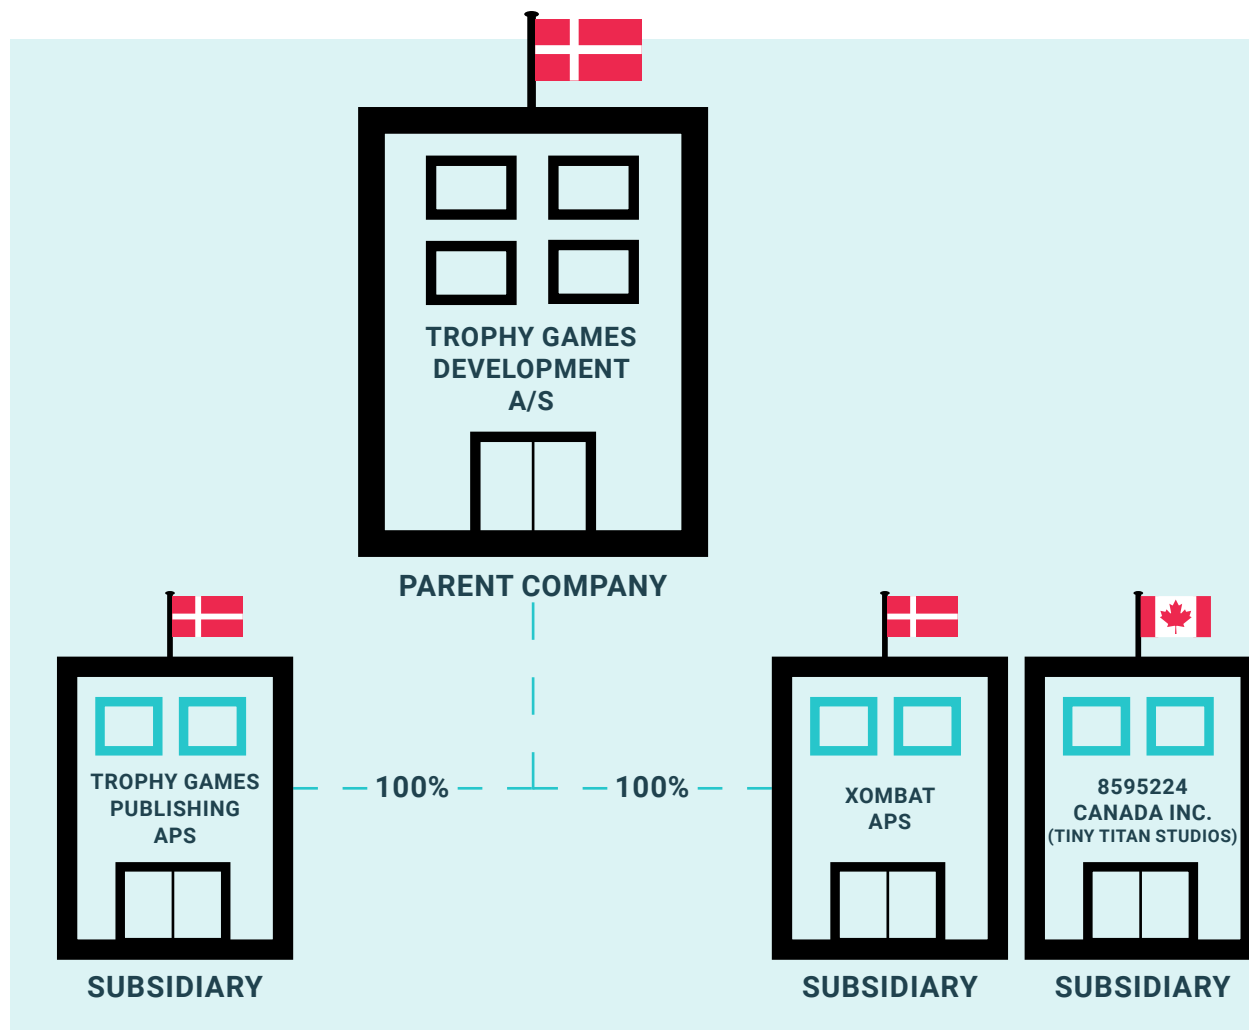 TROPHY GAMES
DEVELOPMENT
A/S
PARENT COMPANY
100%
100%
TROPHY GAMES
PUBLISHING
APS
SUBSIDIARY
XOMBAT
APS
SUBSIDIARY
8595224
CANADA INC.
(TINY TITAN STUDIOS)
SUBSIDIARY